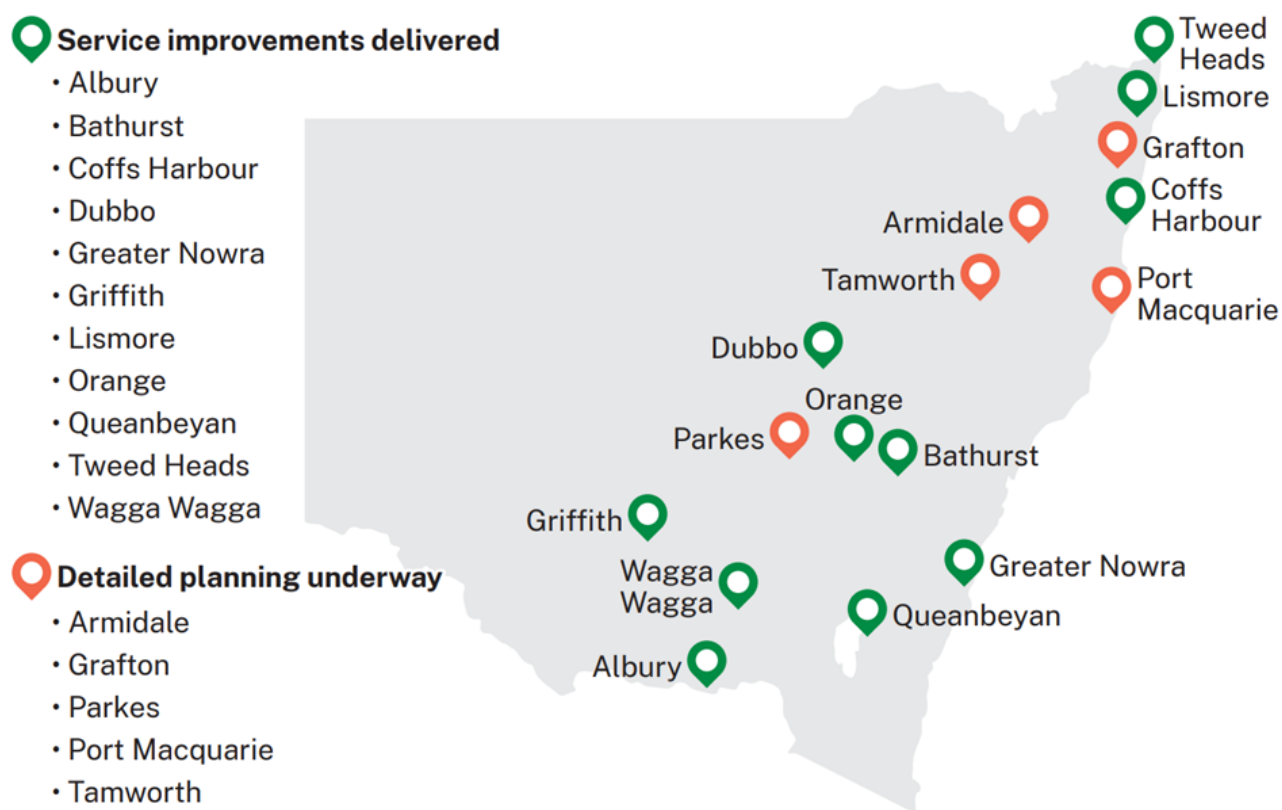 Service improvements delivered
• Albury
• Bathurst
• Coffs Harbour
• Dubbo
• Greater Nowra
• Griffith
• Lismore
• Orange
• Queanbeyan
• Tweed Heads
• Wagga Wagga
Detailed planning underway
• Armidale
• Grafton
• Parkes
• Port Macquarie
• Tamworth
Tweed
Heads
Lismore
Grafton
Coffs
Harbour
Armidale
Tamworth
Port
Macquarie
Dubbo
Orange
Parkes
Bathurst
Griffith
Wagga
Wagga
Greater Nowra
Queanbeyan
Albury